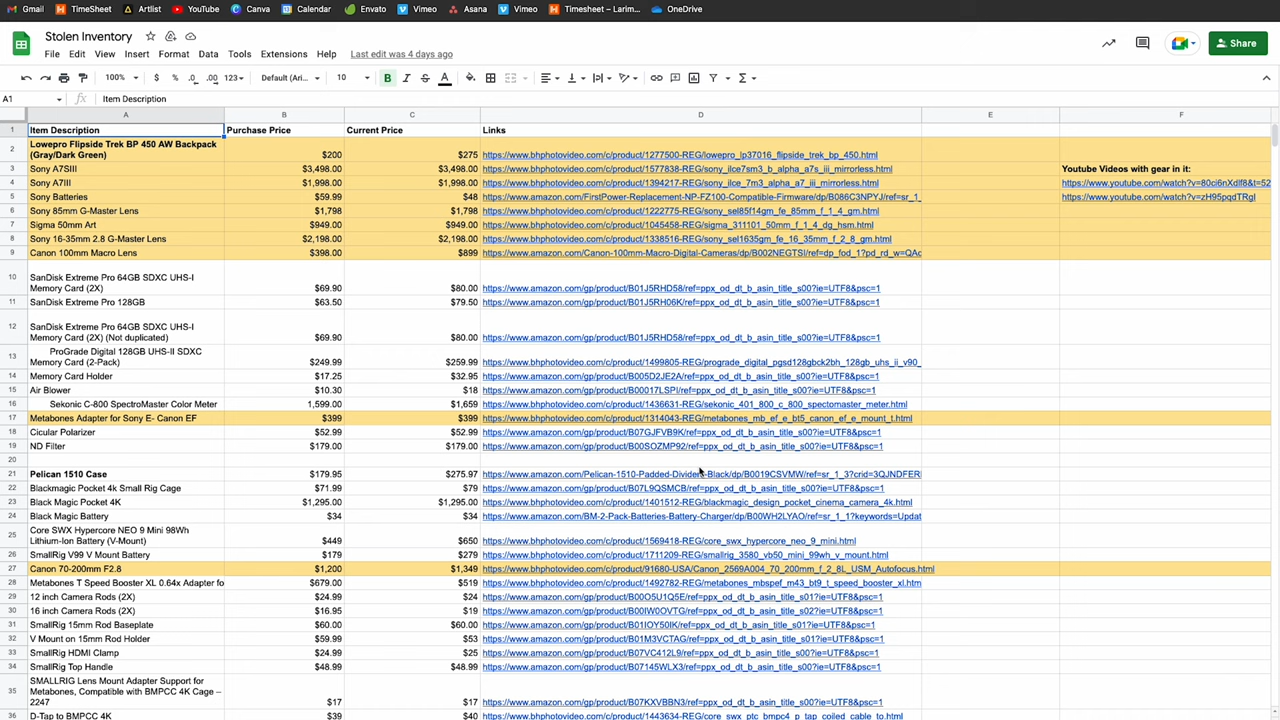 Gmail TimeSheet Artlist YouTube Canva Calendar Envato Vimeo Asana Vimeo Timesheet – Larim... OneDrive
Stolen Inventory
File Edit View Insert Format Data Tools Extensions Help Last edit was 4 days ago
Share
100% $ % .0 .00 123 Default (Ari... 10 B I S A
A1 fx Item Description
A B C D E F
1 Item Description Purchase Price Current Price Links
Lowepro Flipside Trek BP 450 AW Backpack
2 (Gray/Dark Green) $200 $275 https://www.bhphotovideo.com/c/product/1277500-REG/lowepro_lp37016_flipside_trek_bp_450.html
3 Sony A7SIII $3,498.00 $3,498.00 https://www.bhphotovideo.com/c/product/1577838-REG/sony_ilce7sm3_b_alpha_a7s_iii_mirrorless.html Youtube Videos with gear in it:
4 Sony A7III $1,998.00 $1,998.00 https://www.bhphotovideo.com/c/product/1394217-REG/sony_ilce_7m3_alpha_a7_iii_mirrorless.html https://www.youtube.com/watch?v=80ci6nXdlf8&t=52
5 Sony Batteries $59.99 $48 https://www.amazon.com/FirstPower-Replacement-NP-FZ100-Compatible-Firmware/dp/B086C3NPYJ/ref=sr_1_ https://www.youtube.com/watch?v=zH95pqdTRgI
6 Sony 85mm G-Master Lens $1,798 $1,798 https://www.bhphotovideo.com/c/product/1222775-REG/sony_sel85f14gm_fe_85mm_f_1_4_gm.html
7 Sigma 50mm Art $949.00 $949.00 https://www.bhphotovideo.com/c/product/1045458-REG/sigma_311101_50mm_f_1_4_dg_hsm.html
8 Sony 16-35mm 2.8 G-Master Lens $2,198.00 $2,198.00 https://www.bhphotovideo.com/c/product/1338516-REG/sony_sel1635gm_fe_16_35mm_f_2_8_gm.html
9 Canon 100mm Macro Lens $398.00 $899 https://www.amazon.com/Canon-100mm-Macro-Digital-Cameras/dp/B002NEGTSI/ref=dp_fod_1?pd_rd_w=QAc
SanDisk Extreme Pro 64GB SDXC UHS-I
10 Memory Card (2X) $69.90 $80.00 https://www.amazon.com/gp/product/B01J5RHD58/ref=ppx_od_dt_b_asin_title_s00?ie=UTF8&psc=1
11 SanDisk Extreme Pro 128GB $63.50 $79.50 https://www.amazon.com/gp/product/B01J5RH06K/ref=ppx_od_dt_b_asin_title_s00?ie=UTF8&psc=1
SanDisk Extreme Pro 64GB SDXC UHS-I
12 Memory Card (2X) (Not duplicated) $69.90 $80.00 https://www.amazon.com/gp/product/B01J5RHD58/ref=ppx_od_dt_b_asin_title_s00?ie=UTF8&psc=1
ProGrade Digital 128GB UHS-II SDXC
13 Memory Card (2-Pack) $249.99 $259.99 https://www.bhphotovideo.com/c/product/1499805-REG/prograde_digital_pgsd128gbckb2bh_128gb_uhs_ii_v90_
14 Memory Card Holder $17.25 $32.95 https://www.amazon.com/gp/product/B005D2JE2A/ref=ppx_od_dt_b_asin_title_s00?ie=UTF8&psc=1
15 Air Blower $10.30 $18 https://www.amazon.com/gp/product/B00017LSPI/ref=ppx_od_dt_b_asin_title_s00?ie=UTF8&psc=1
16 Sekonic C-800 SpectroMaster Color Meter 1,599.00 $1,659 https://www.bhphotovideo.com/c/product/1436631-REG/sekonic_401_800_c_800_spectomaster_meter.html
17 Metabones Adapter for Sony E- Canon EF $399 $399 https://www.bhphotovideo.com/c/product/1314043-REG/metabones_mb_ef_e_bt5_canon_ef_e_mount_t.html
18 Cicular Polarizer $52.99 $52.99 https://www.amazon.com/gp/product/B07GJFVB9K/ref=ppx_od_dt_b_asin_title_s00?ie=UTF8&psc=1
19 ND Filter $179.00 $179.00 https://www.amazon.com/gp/product/B00SOZMP92/ref=ppx_od_dt_b_asin_title_s00?ie=UTF8&psc=1
20
21 Pelican 1510 Case $179.95 $275.97 https://www.amazon.com/Pelican-1510-Padded-Dividers-Black/dp/B0019CSVMW/ref=sr_1_3?crid=3QJNDFER
22 Blackmagic Pocket 4k Small Rig Cage $71.99 $79 https://www.amazon.com/gp/product/B07L9QSMCB/ref=ppx_od_dt_b_asin_title_s00?ie=UTF8&psc=1
23 Black Magic Pocket 4K $1,295.00 $1,295.00 https://www.bhphotovideo.com/c/product/1401512-REG/blackmagic_design_pocket_cinema_camera_4k.html
24 Black Magic Battery $34 $34 https://www.amazon.com/BM-2-Pack-Batteries-Battery-Charger/dp/B00WH2LYAO/ref=sr_1_1?keywords=Updat
Core SWX Hypercore NEO 9 Mini 98Wh
25 Lithium-Ion Battery (V-Mount) $449 $650 https://www.bhphotovideo.com/c/product/1569418-REG/core_swx_hypercore_neo_9_mini.html
26 SmallRig V99 V Mount Battery $179 $279 https://www.bhphotovideo.com/c/product/1711209-REG/smallrig_3580_vb50_mini_99wh_v_mount.html
27 Canon 70-200mm F2.8 $1,200 $1,349 https://www.bhphotovideo.com/c/product/91680-USA/Canon_2569A004_70_200mm_f_2_8L_USM_Autofocus.html
28 Metabones T Speed Booster XL 0.64x Adapter fo $679.00 $519 https://www.bhphotovideo.com/c/product/1492782-REG/metabones_mbspef_m43_bt9_t_speed_booster_xl.htm
29 12 inch Camera Rods (2X) $24.99 $24 https://www.amazon.com/gp/product/B00O5U1Q5E/ref=ppx_od_dt_b_asin_title_s01?ie=UTF8&psc=1
30 16 inch Camera Rods (2X) $16.95 $19 https://www.amazon.com/gp/product/B00IW0OVTG/ref=ppx_od_dt_b_asin_title_s02?ie=UTF8&psc=1
31 SmallRig 15mm Rod Baseplate $60.00 $60.00 https://www.amazon.com/gp/product/B01IOY50IK/ref=ppx_od_dt_b_asin_title_s01?ie=UTF8&psc=1
32 V Mount on 15mm Rod Holder $59.99 $53 https://www.amazon.com/gp/product/B01M3VCTAG/ref=ppx_od_dt_b_asin_title_s01?ie=UTF8&psc=1
33 SmallRig HDMI Clamp $24.99 $25 https://www.amazon.com/gp/product/B07VC412L9/ref=ppx_od_dt_b_asin_title_s00?ie=UTF8&psc=1
34 SmallRig Top Handle $48.99 $48.99 https://www.amazon.com/gp/product/B07145WLX3/ref=ppx_od_dt_b_asin_title_s00?ie=UTF8&psc=1
SMALLRIG Lens Mount Adapter Support for
Metabones, Compatible with BMPCC 4K Cage –
35 2247 $17 $17 https://www.amazon.com/gp/product/B07KXVBBN3/ref=ppx_od_dt_b_asin_title_s00?ie=UTF8&psc=1
36 D-Tap to BMPCC 4K $39 $40 https://www.bhphotovideo.com/c/product/1443634-REG/core_swx_ptc_bmpc4_p_tap_coiled_cable_to.html